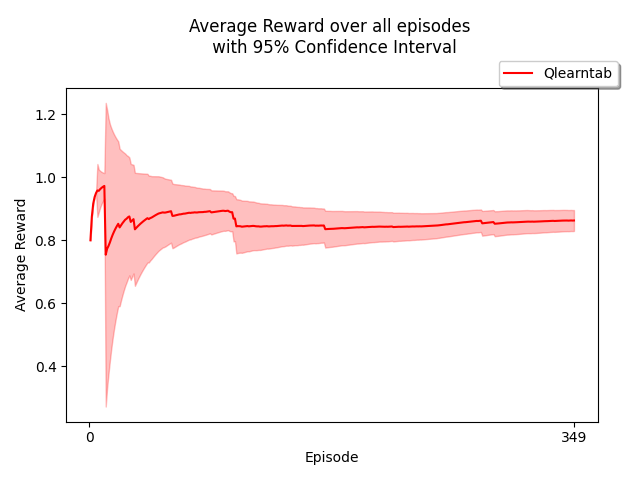 Average Reward over all episodes
with 95% Confidence Interval
Qlearntab
1.2
1.0
0.8
0.6
0.4
Average Reward
0
349
Episode